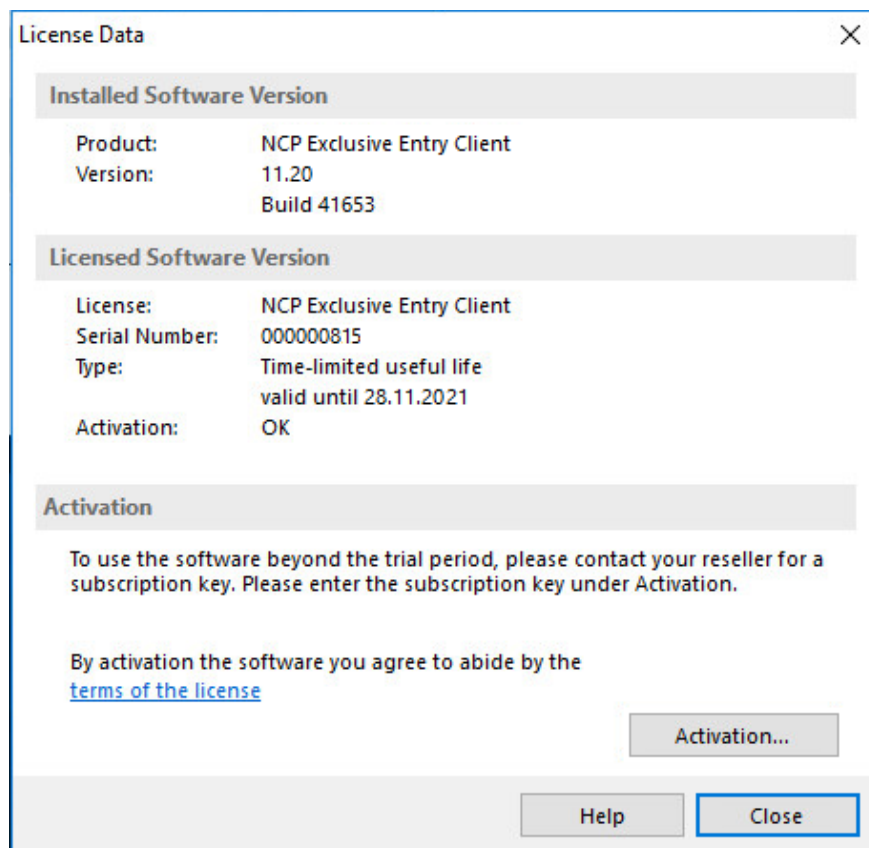 License Data
Installed Software Version
Product: NCP Exclusive Entry Client
Version: 11.20
Build 41653
Licensed Software Version
License: NCP Exclusive Entry Client
Serial Number: 000000815
Type: Time-limited useful life
valid until 28.11.2021
Activation: OK
Activation
To use the software beyond the trial period, please contact your reseller for a
subscription key. Please enter the subscription key under Activation.
By activation the software you agree to abide by the
terms of the license
Activation...
Help Close